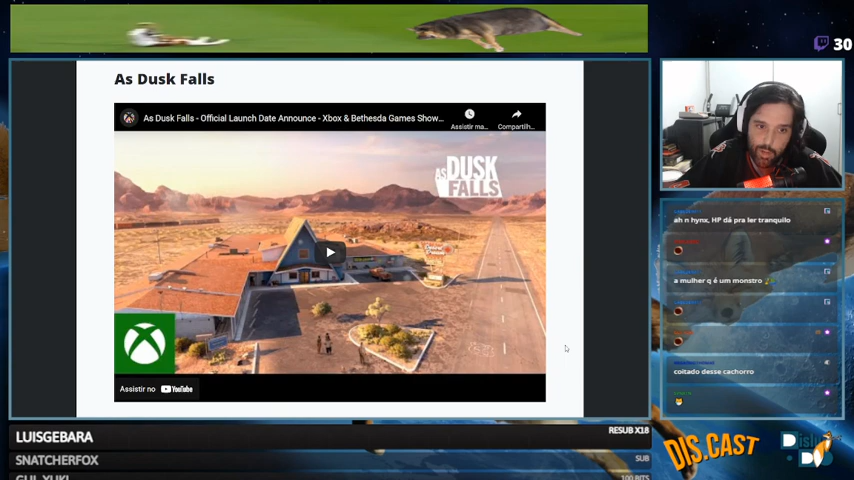 30
As Dusk Falls
As Dusk Falls - Official Launch Date Announce - Xbox & Bethesda Games Show...
Assistir ma...
Compartilh...
AS DUSK
FALLS
Assistir no YouTube
ah n hynx, HP dá pra ler tranquilo
a mulher q é um monstro
coitado desse cachorro
LUISGEBARA
RESUB X18
SNATCHERFOX
SUB
100 BITS
DIS.CAST